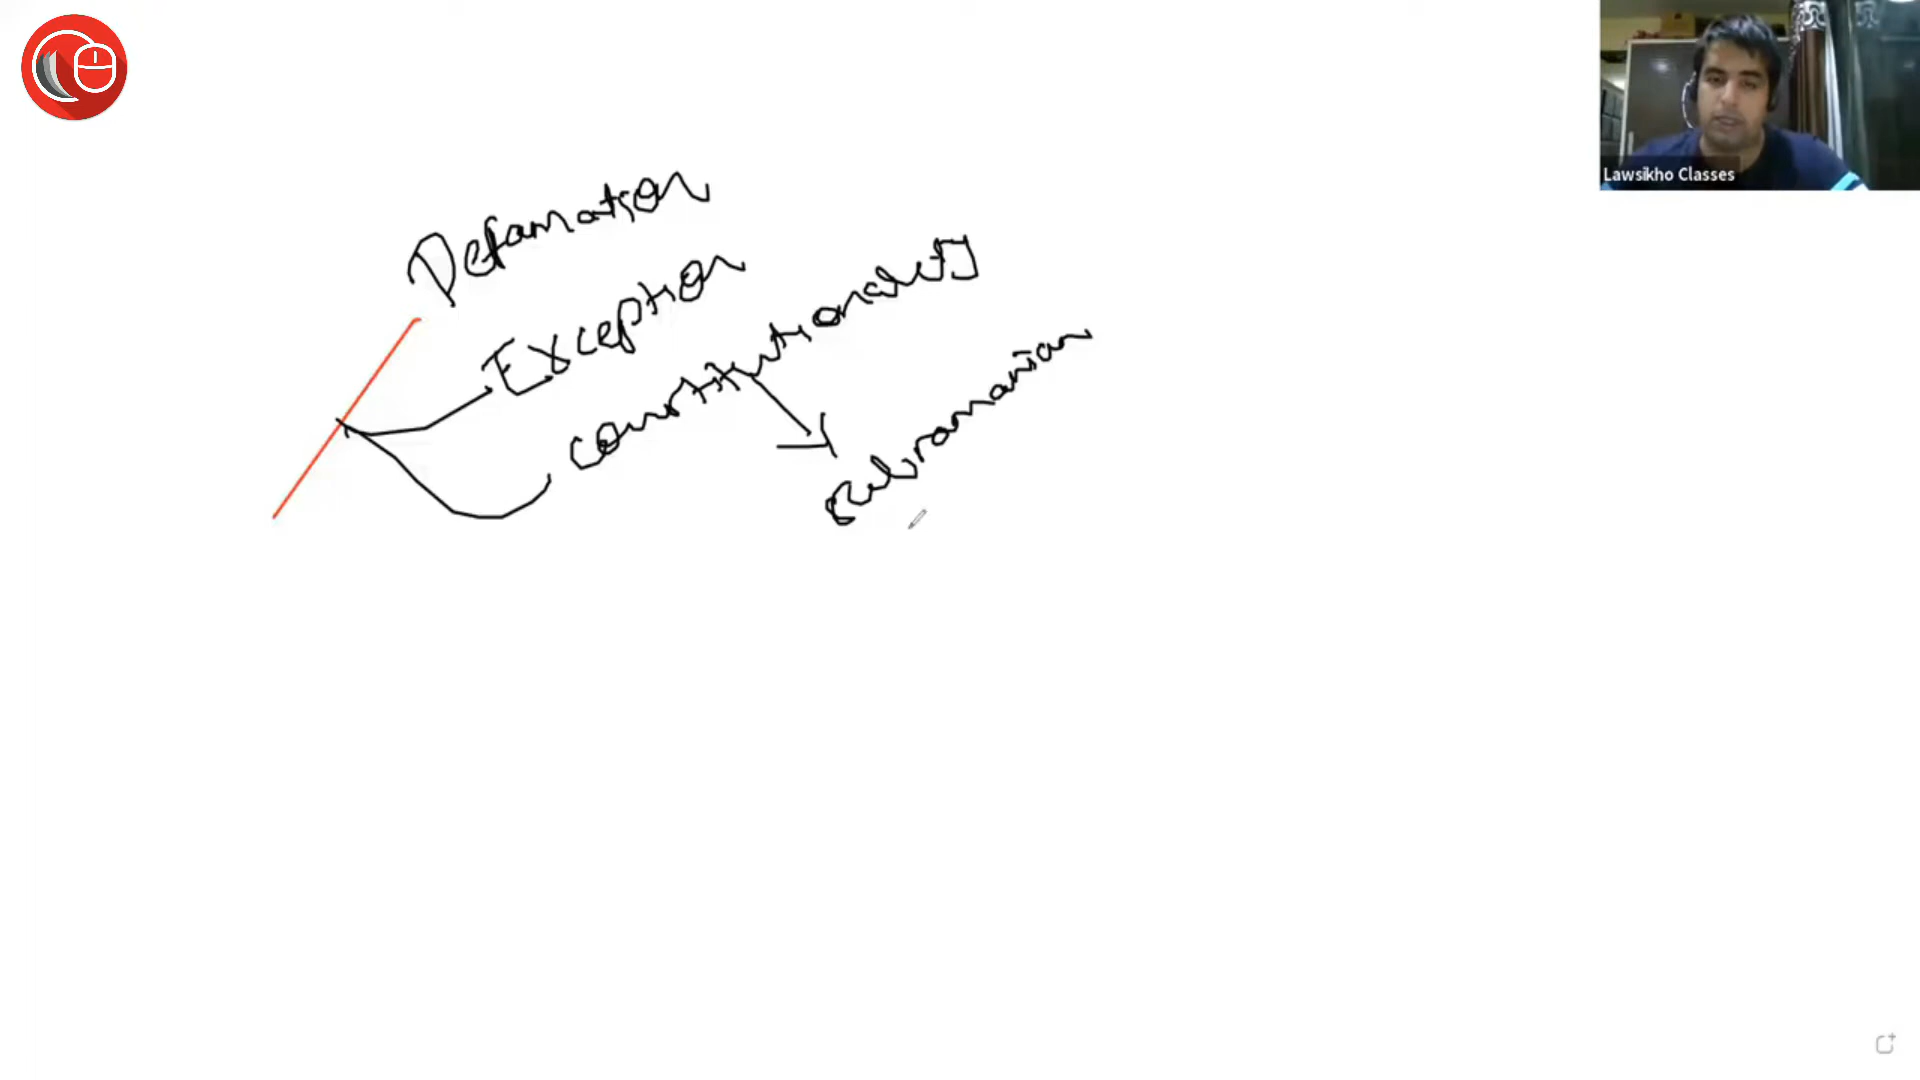 Lawsikho Classes
Defamation
Exception
constitutionality
Subramanian